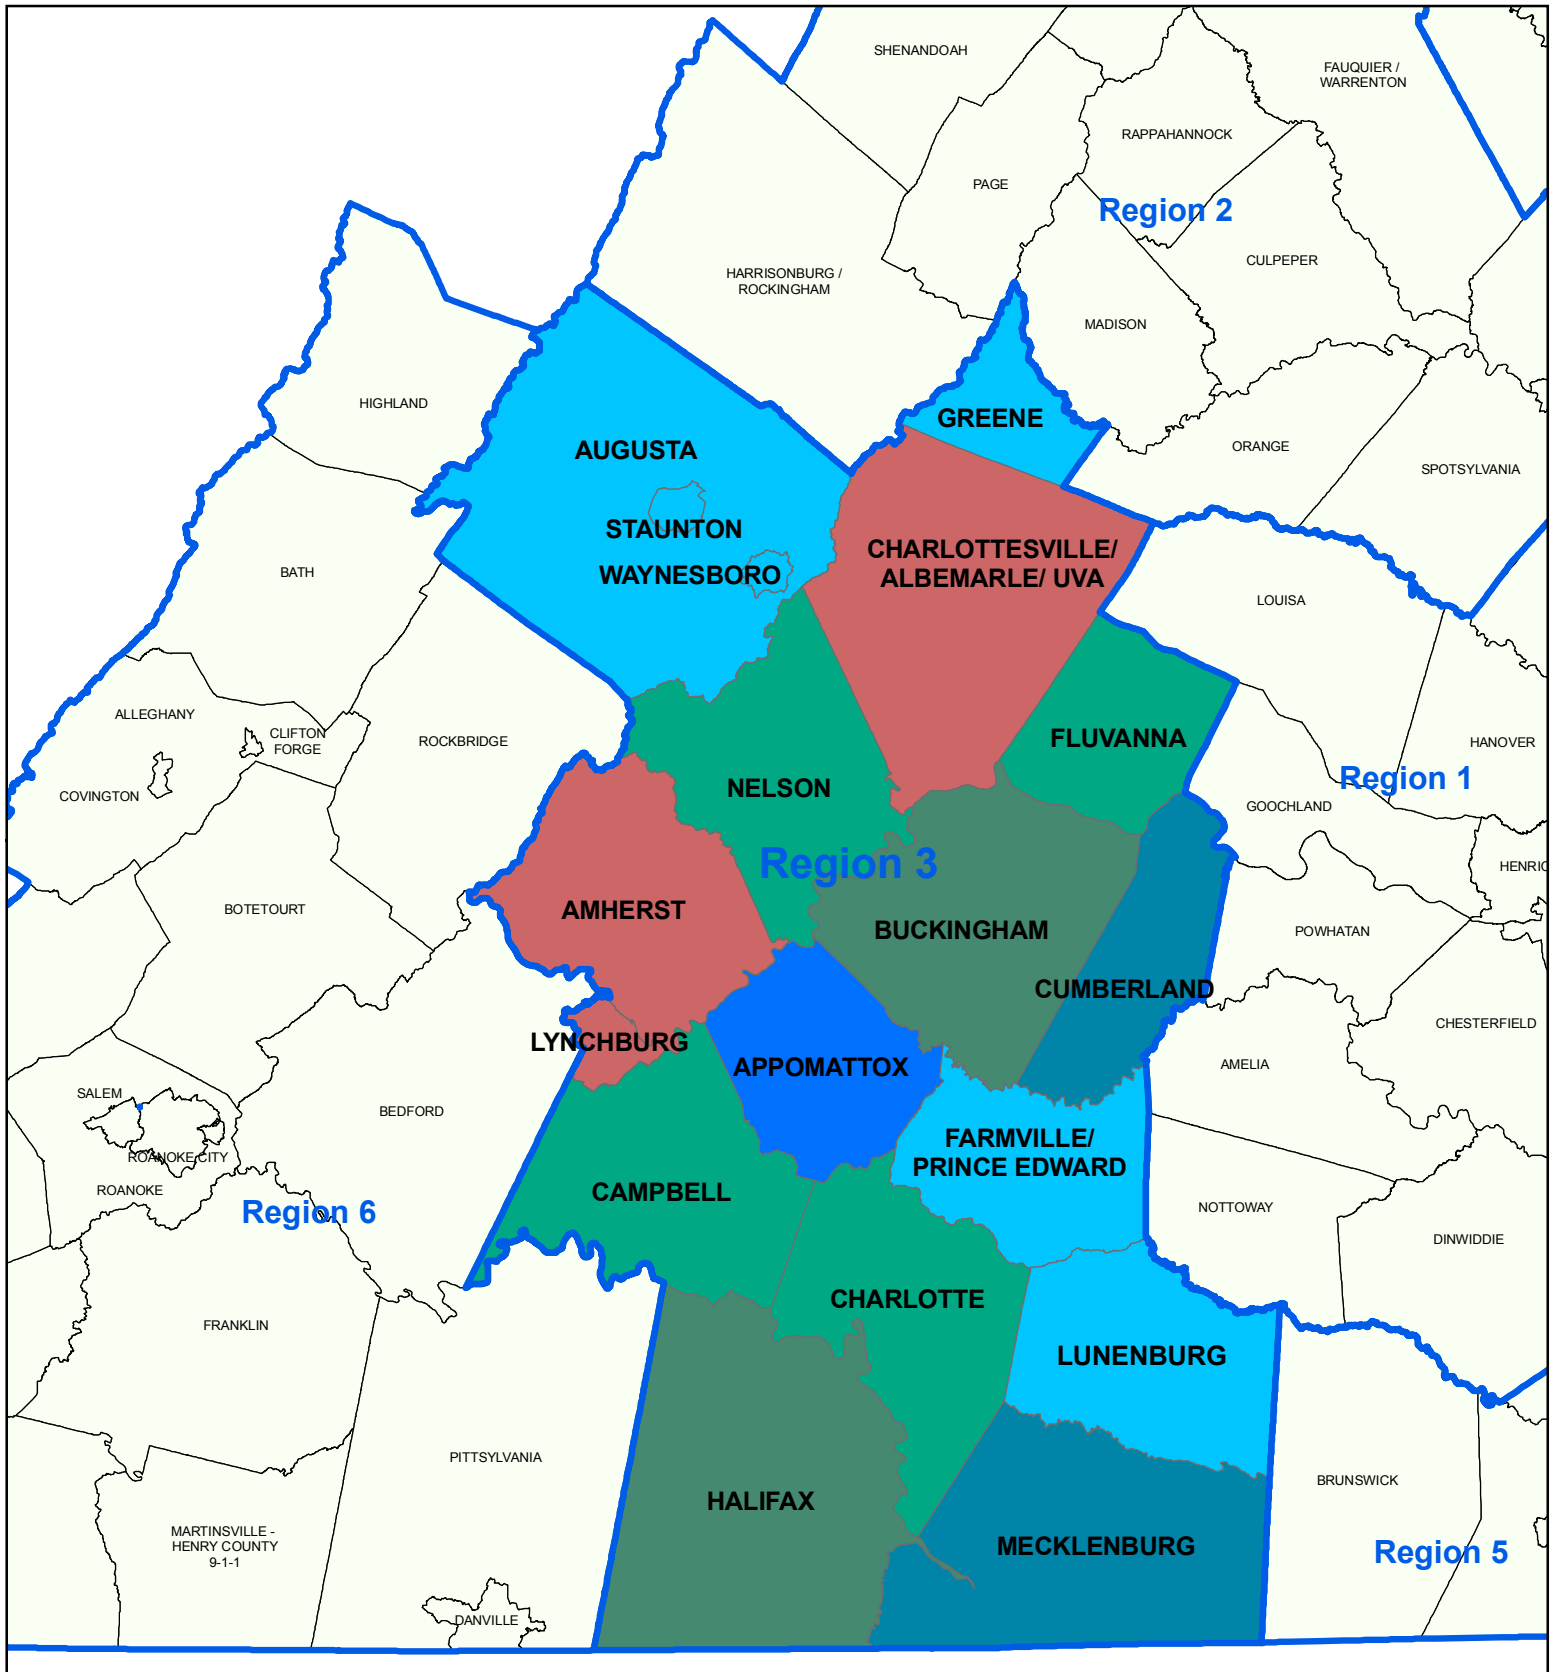 SHENANDOAH
FAUQUIER /
WARRENTON
RAPPAHANNOCK
PAGE
Region 2
CULPEPER
HARRISONBURG /
ROCKINGHAM
MADISON
HIGHLAND
GREENE
AUGUSTA
ORANGE
SPOTSYLVANIA
STAUNTON
CHARLOTTESVILLE/
ALBEMARLE/ UVA
WAYNESBORO
BATH
LOUISA
ALLEGHANY
CLIFTON
FORGE
ROCKBRIDGE
FLUVANNA
HANOVER
COVINGTON
NELSON
Region 1
GOOCHLAND
Region 3
HENRIC
BOTETOURT
AMHERST
BUCKINGHAM
POWHATAN
CUMBERLAND
CHESTERFIELD
LYNCHBURG
APPOMATTOX
AMELIA
SALEM
BEDFORD
FARMVILLE/
PRINCE EDWARD
ROANOKE CITY
ROANOKE
CAMPBELL
Region 6
NOTTOWAY
DINWIDDIE
CHARLOTTE
FRANKLIN
LUNENBURG
PITTSYLVANIA
BRUNSWICK
HALIFAX
MARTINSVILLE -
HENRY COUNTY
9-1-1
MECKLENBURG
Region 5
DANVILLE